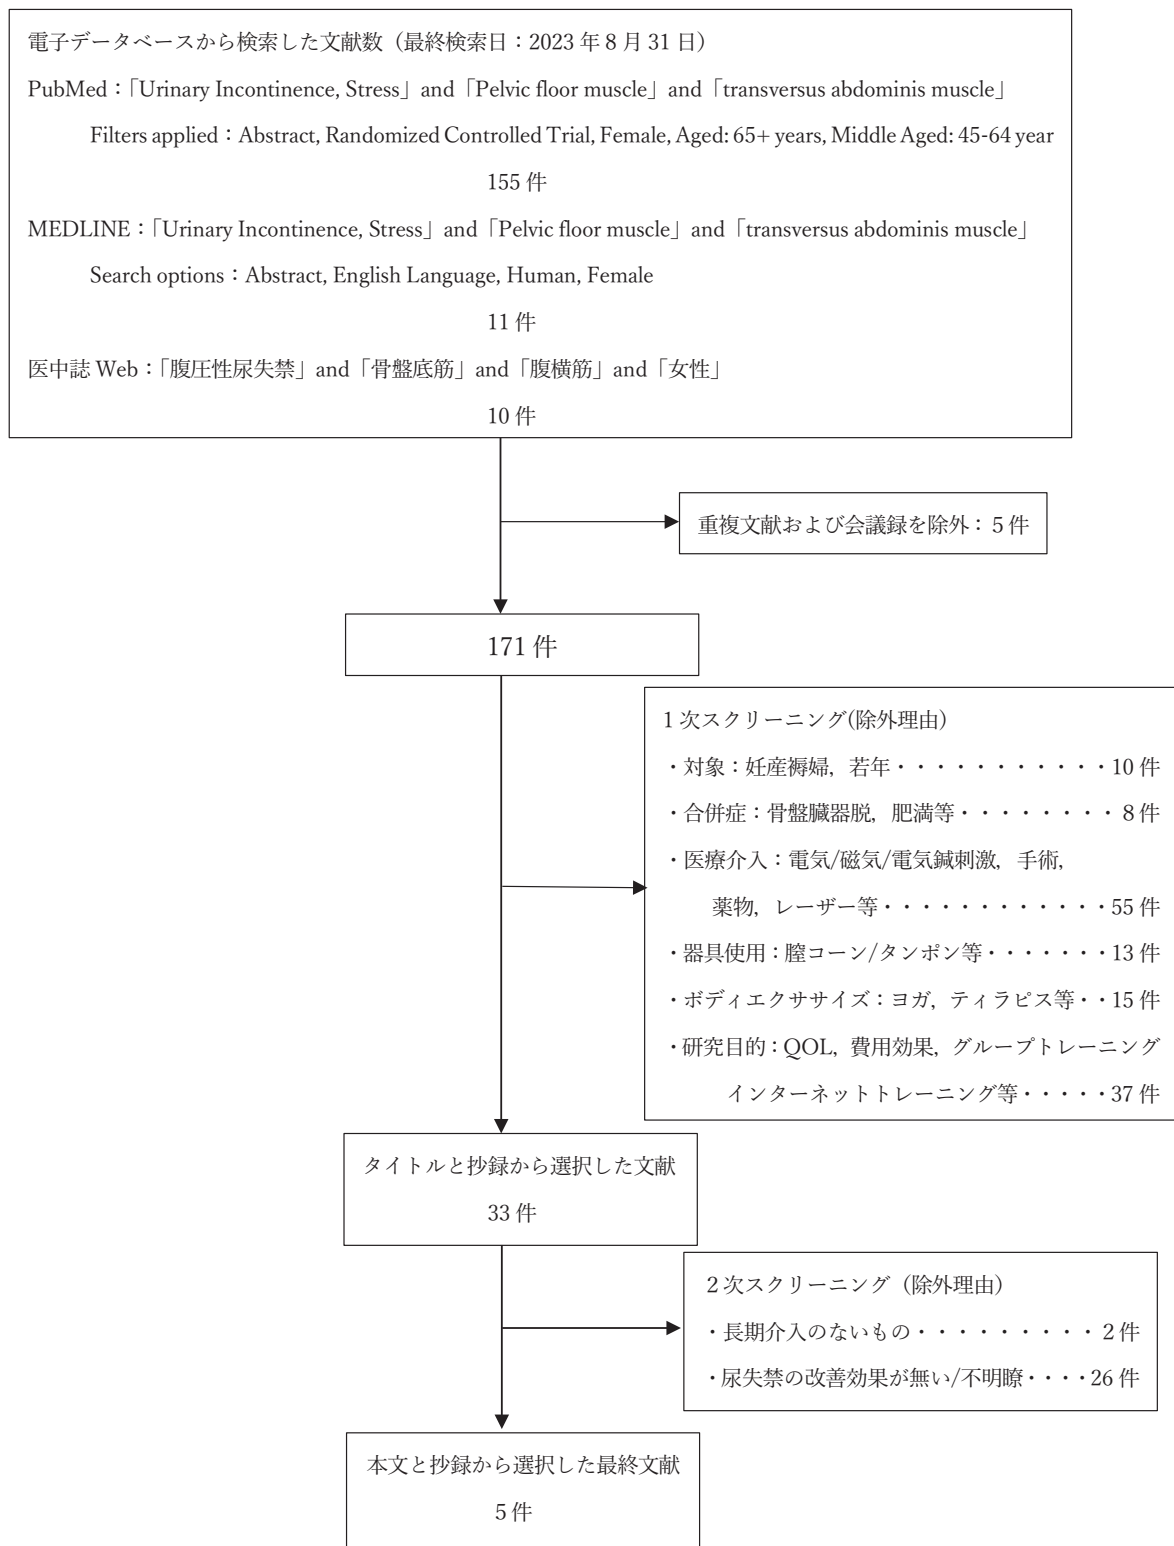 電子データベースから検索した文献数（最終検索日：2023 年 8 月 31 日）
PubMed：「Urinary Incontinence, Stress」and「Pelvic floor muscle」and「transversus abdominis muscle」
Filters applied：Abstract, Randomized Controlled Trial, Female, Aged: 65+ years, Middle Aged: 45-64 year
155 件
MEDLINE：「Urinary Incontinence, Stress」and「Pelvic floor muscle」and「transversus abdominis muscle」
Search options：Abstract, English Language, Human, Female
11 件
医中誌 Web：「腹圧性尿失禁」and「骨盤底筋」and「腹横筋」and「女性」
10 件
重複文献および会議録を除外：５件
171 件
１次スクリーニング(除外理由)
・対象：妊産褥婦，若年・・・・・・・・・・・10 件
・合併症：骨盤臓器脱，肥満等・・・・・・・・８件
・医療介入：電気/磁気/電気鍼刺激，手術，
薬物，レーザー等・・・・・・・・・・・・55 件
・器具使用：膣コーン/タンポン等・・・・・・・13 件
・ボディエクササイズ：ヨガ，ティラピス等・・15 件
・研究目的：QOL，費用効果，グループトレーニング
インターネットトレーニング等・・・・・37 件
タイトルと抄録から選択した文献
33 件
２次スクリーニング（除外理由）
・長期介入のないもの・・・・・・・・・２件
・尿失禁の改善効果が無い/不明瞭・・・・26 件
本文と抄録から選択した最終文献
５件